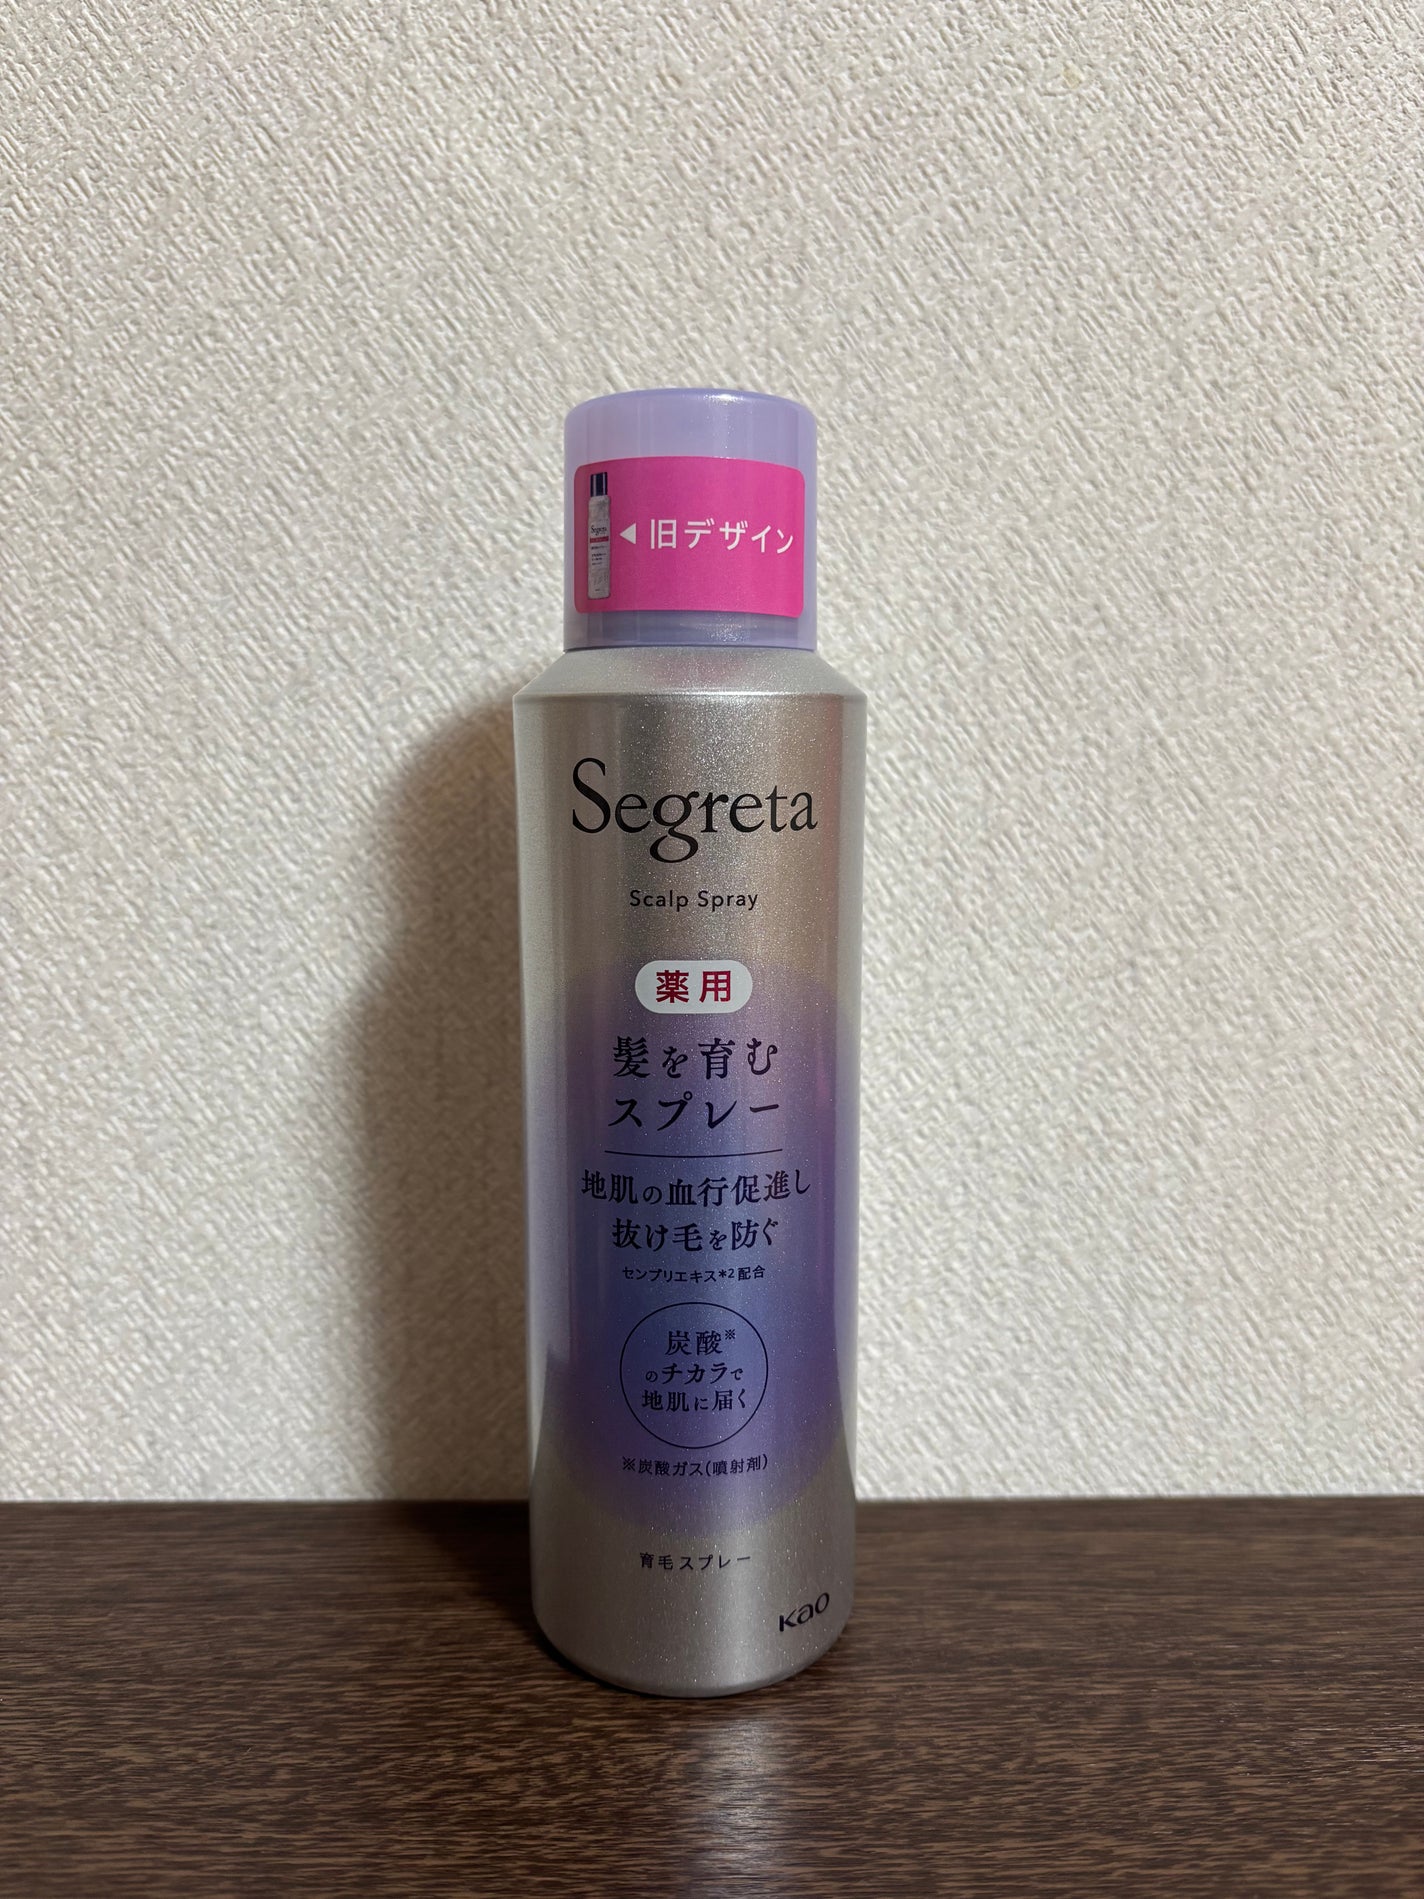 ◀旧デザイン
Segreta
Segreta
Scalp Spray
薬用
髪を育む
スプレー
地肌の血行促進し
抜け毛を防ぐ
センブリエキス*2配合
炭酸※
のチカラで
地肌に届く
※炭酸ガス(噴射剤)
育毛スプレー
Kao